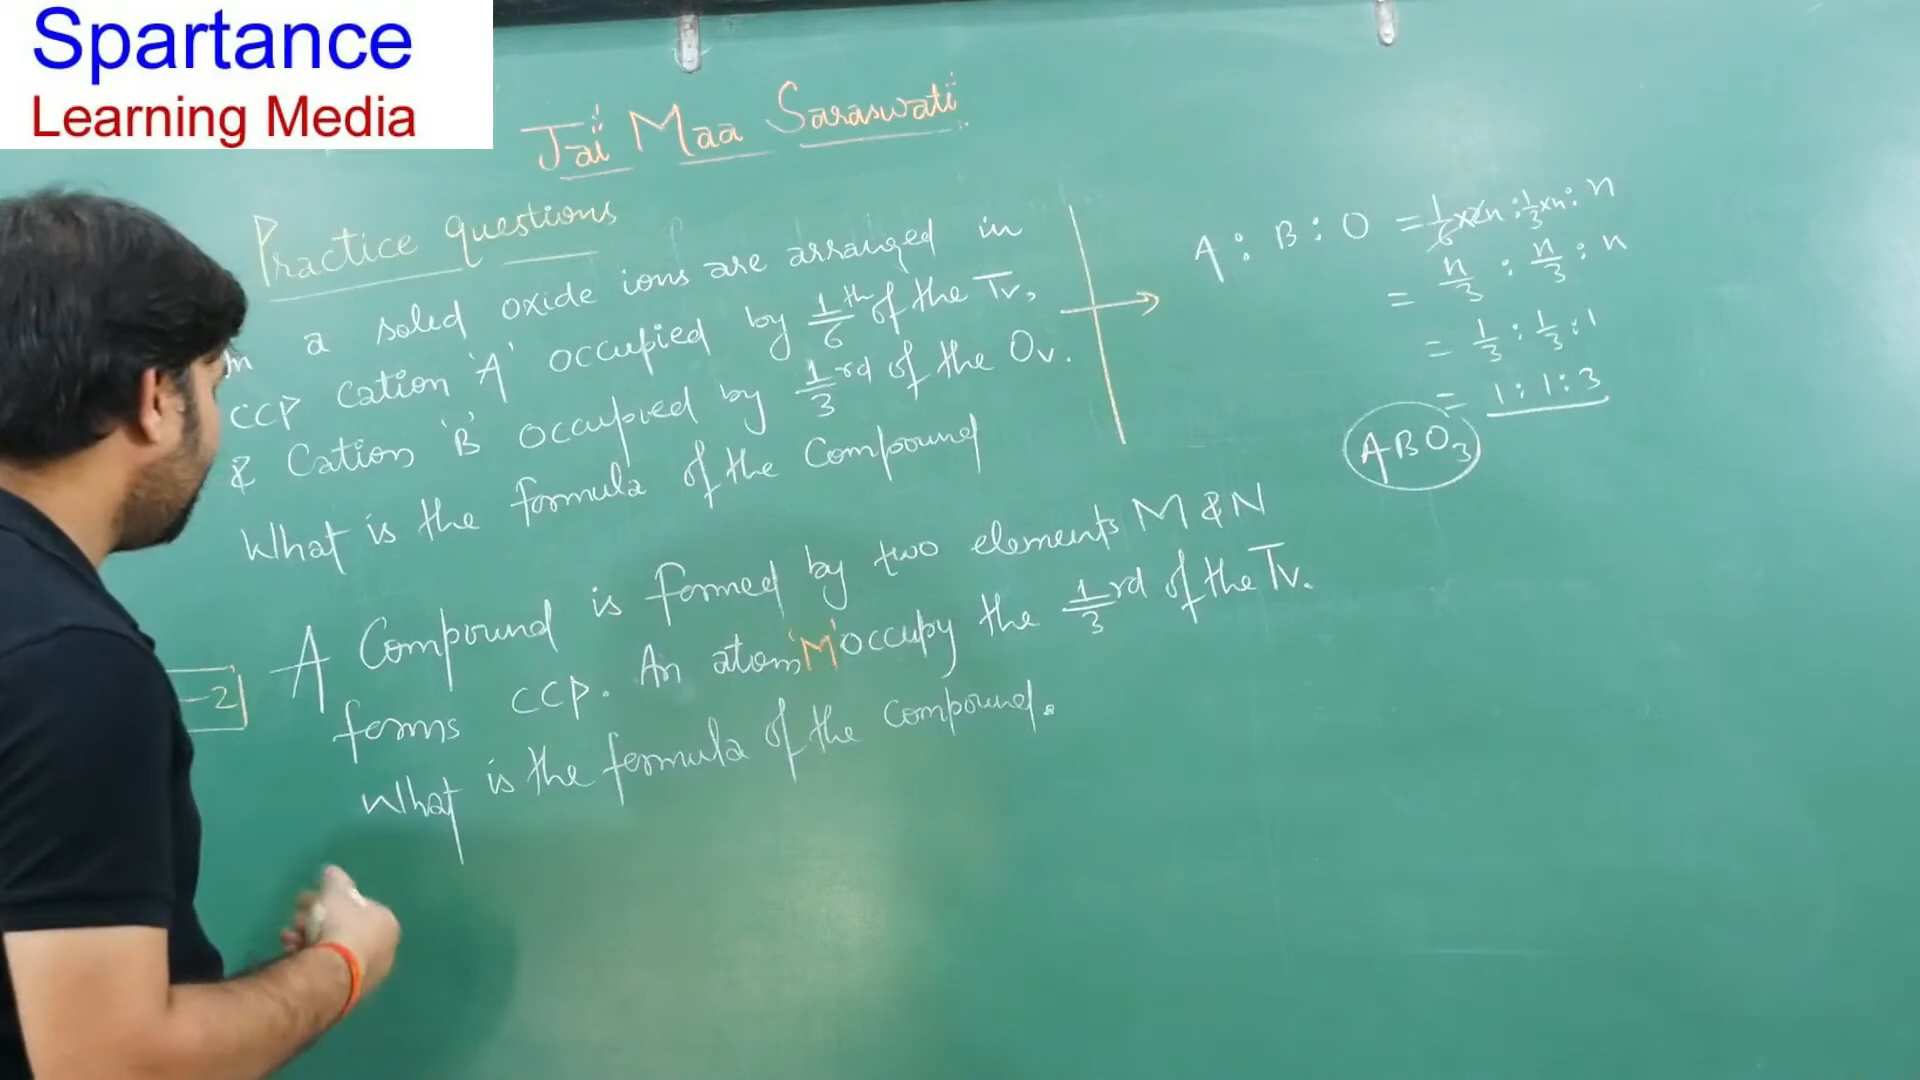 Spartance
Learning Media
Jai Maa Saraswati
Practice questions
In a solid oxide ions are arranged in
CCP Cation 'A' occupied by 1/6 th of the Tv,
& Cation 'B' occupied by 1/3 rd of the Ov.
What is the formula of the Compound
A : B : O = 1/6 x 2n : 1/3 xn : n
= n/3 : n/3 : n
= 1/3 : 1/3 : 1
= 1 : 1 : 3
ABO3
-2
A Compound is formed by two elements M & N
forms CCP. An atom 'M' occupy the 1/3 rd of the Tv.
What is the formula of the compound.